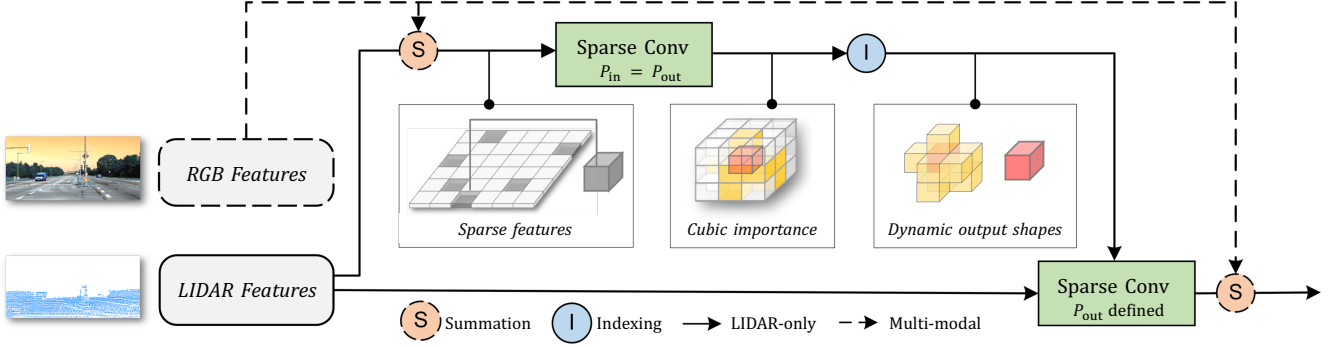 S
Sparse Conv
P_in = P_out
I
RGB Features
Sparse features
Cubic importance
Dynamic output shapes
LIDAR Features
Sparse Conv
P_out defined
S
S Summation
I Indexing
LIDAR-only
Multi-modal